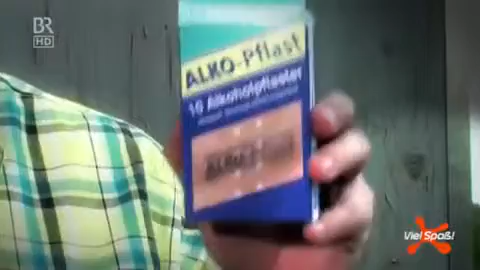 BR
HD
ALKO-Pflast
10 Alkoholpflaster
Viel Spaß!